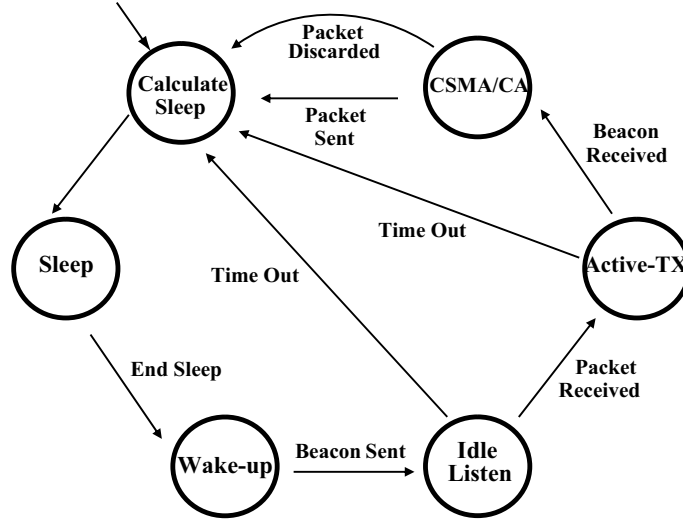 Packet
Discarded
Calculate
Sleep
CSMA/CA
Packet
Sent
Beacon
Received
Time Out
Sleep
Time Out
Active-TX
End Sleep
Packet
Received
Wake-up
Beacon Sent
Idle
Listen